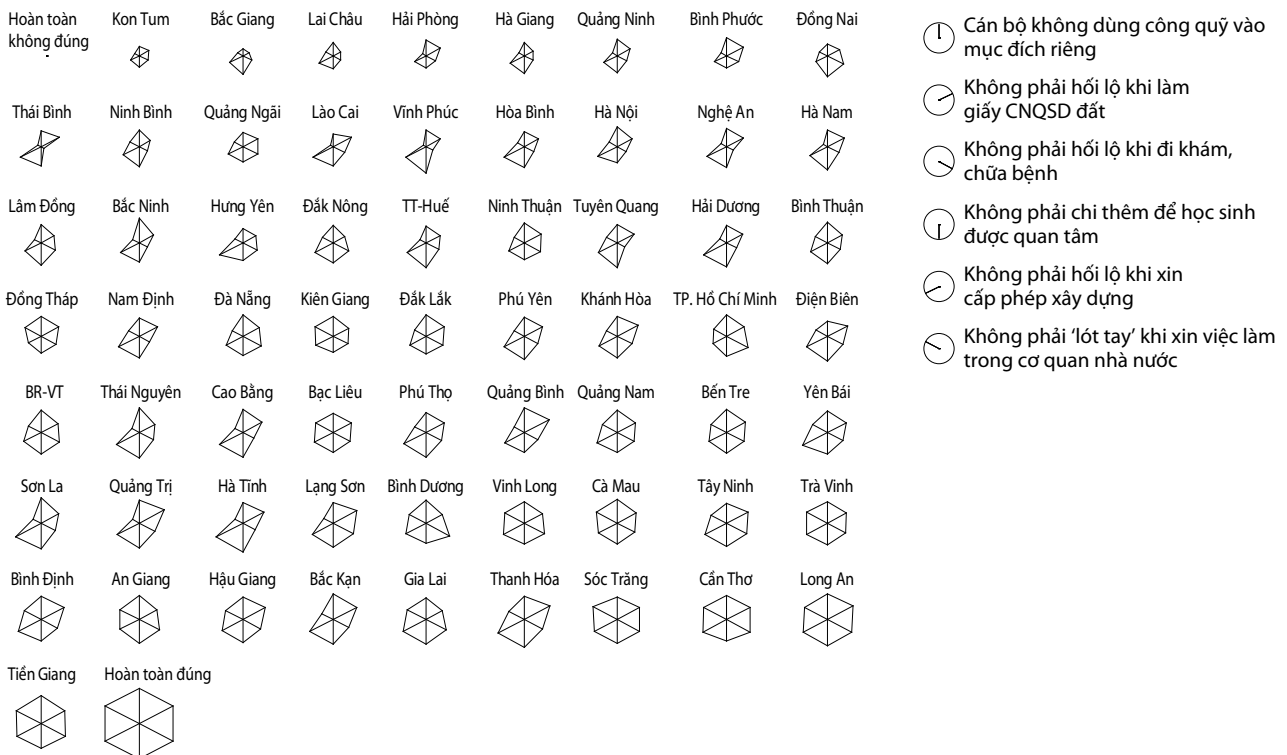 Hoàn toàn không đúng
Kon Tum
Bắc Giang
Lai Châu
Hải Phòng
Hà Giang
Quảng Ninh
Bình Phước
Đồng Nai
Thái Bình
Ninh Bình
Quảng Ngãi
Lào Cai
Vĩnh Phúc
Hòa Bình
Hà Nội
Nghệ An
Hà Nam
Lâm Đồng
Bắc Ninh
Hưng Yên
Đắk Nông
TT-Huế
Ninh Thuận
Tuyên Quang
Hải Dương
Bình Thuận
Đồng Tháp
Nam Định
Đà Nẵng
Kiên Giang
Đắk Lắk
Phú Yên
Khánh Hòa
TP. Hồ Chí Minh
Điện Biên
BR-VT
Thái Nguyên
Cao Bằng
Bạc Liêu
Phú Thọ
Quảng Bình
Quảng Nam
Bến Tre
Yên Bái
Sơn La
Quảng Trị
Hà Tĩnh
Lạng Sơn
Bình Dương
Vinh Long
Cà Mau
Tây Ninh
Trà Vinh
Bình Định
An Giang
Hậu Giang
Bắc Kạn
Gia Lai
Thanh Hóa
Sóc Trăng
Cần Thơ
Long An
Tiền Giang
Hoàn toàn đúng
Cán bộ không dùng công quỹ vào
mục đích riêng
Không phải hối lộ khi làm
giấy CNQSD đất
Không phải hối lộ khi đi khám,
chữa bệnh
Không phải chi thêm để học sinh
được quan tâm
Không phải hối lộ khi xin
cấp phép xây dựng
Không phải ‘lót tay’ khi xin việc làm
trong cơ quan nhà nước